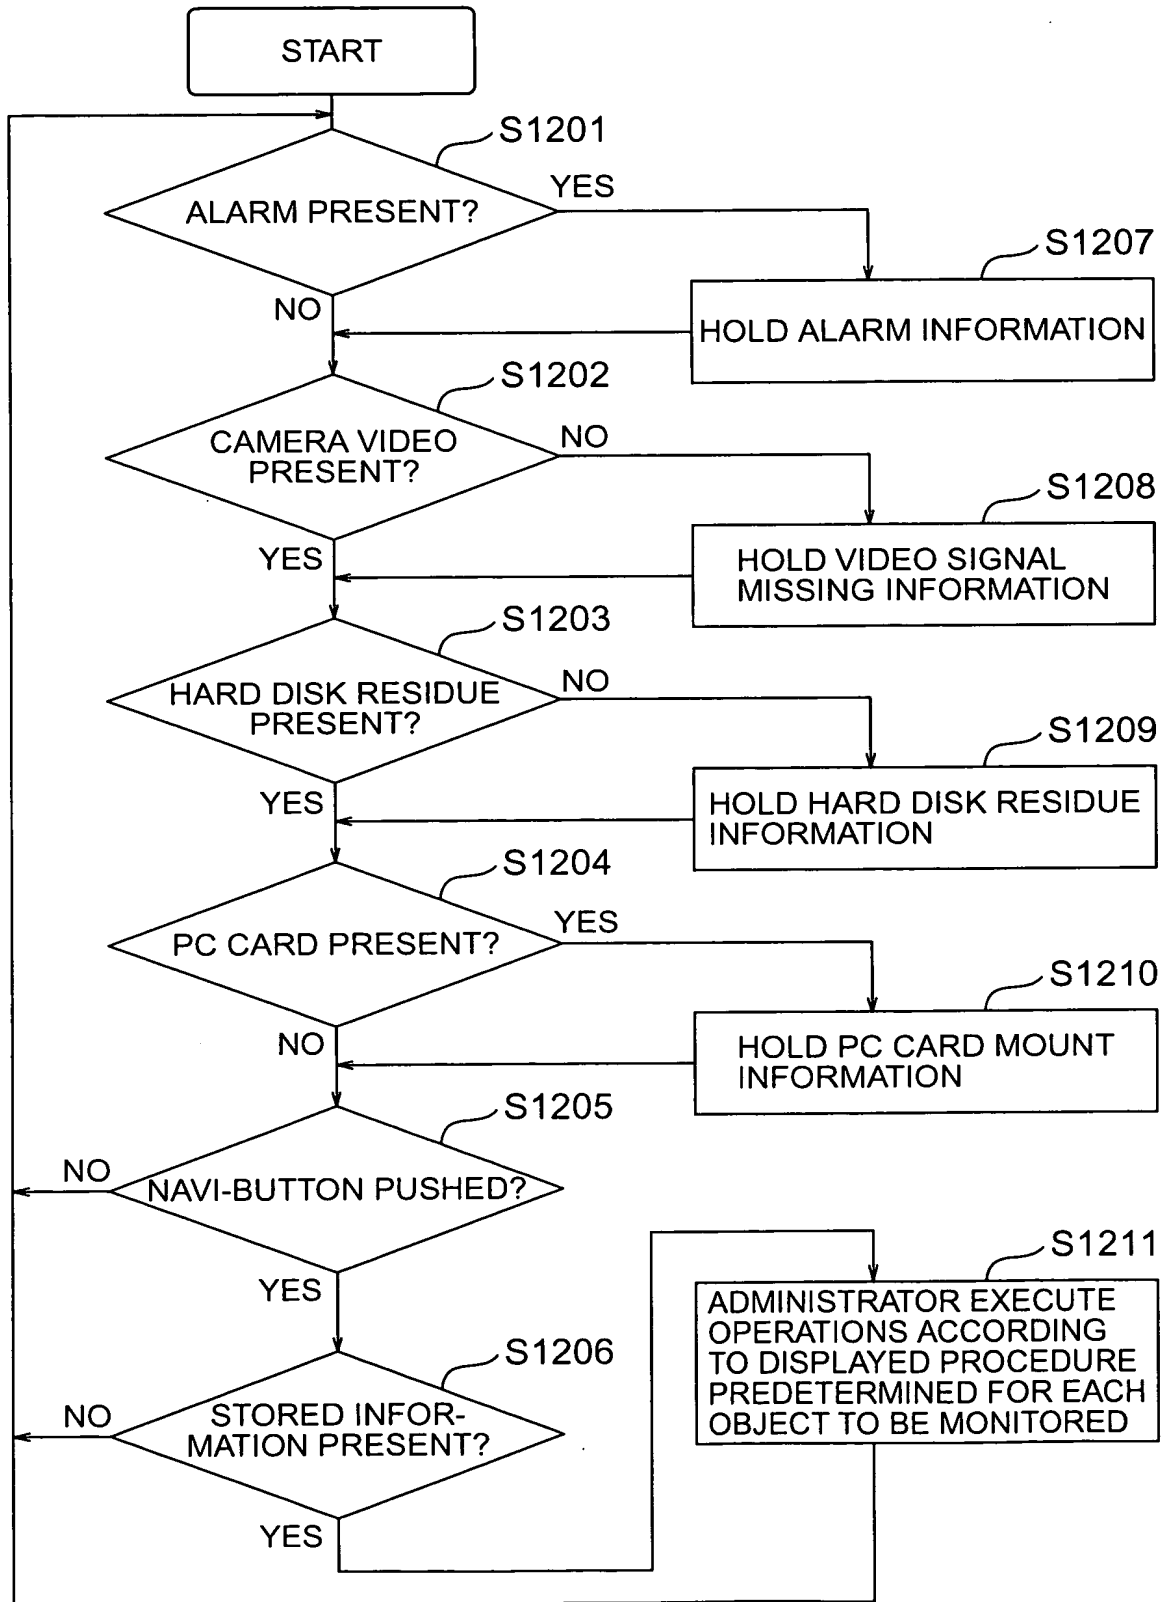 START
S1201
ALARM PRESENT?
YES
S1207
NO
HOLD ALARM INFORMATION
S1202
CAMERA VIDEO
PRESENT?
NO
S1208
YES
HOLD VIDEO SIGNAL
MISSING INFORMATION
S1203
HARD DISK RESIDUE
PRESENT?
NO
S1209
YES
HOLD HARD DISK RESIDUE
INFORMATION
S1204
PC CARD PRESENT?
YES
S1210
NO
HOLD PC CARD MOUNT
INFORMATION
S1205
NO
NAVI-BUTTON PUSHED?
YES
S1211
ADMINISTRATOR EXECUTE
OPERATIONS ACCORDING
TO DISPLAYED PROCEDURE
PREDETERMINED FOR EACH
OBJECT TO BE MONITORED
S1206
NO
STORED INFOR-
MATION PRESENT?
YES